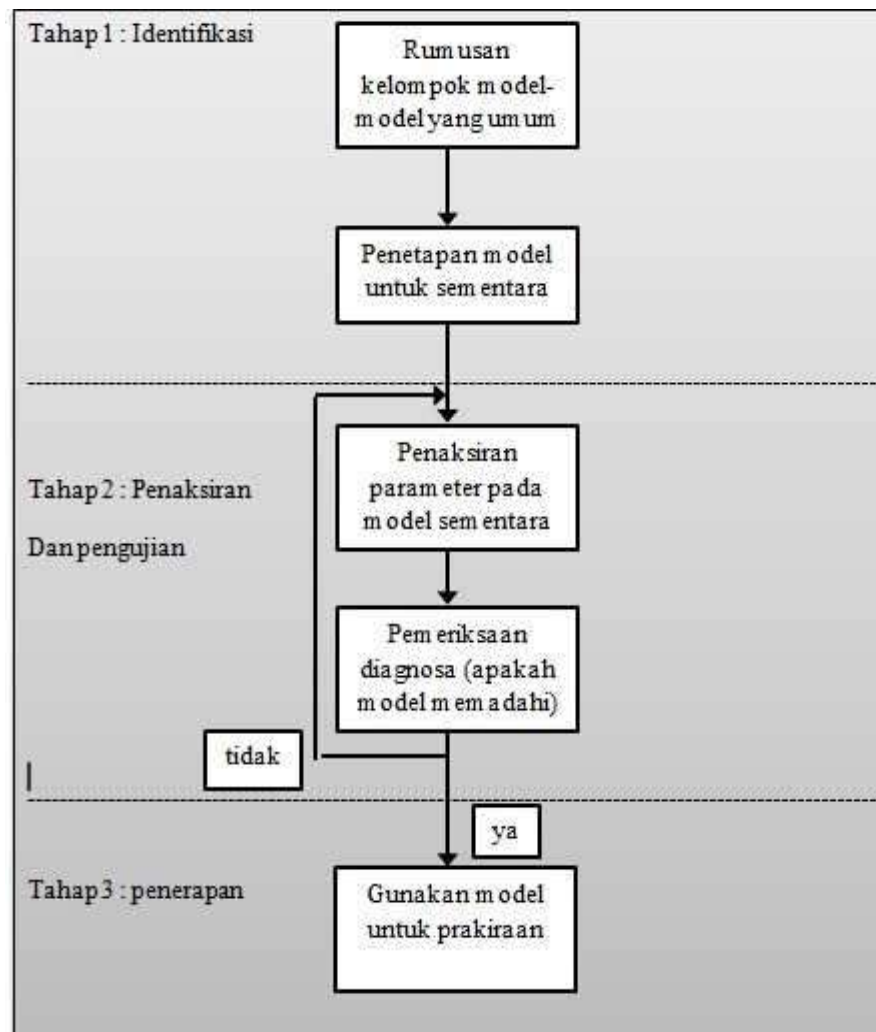 Tahap 1 : Identifikasi
Rumusan
kelompok model-
model yang umum
Penetapan model
untuk sementara
Tahap 2 : Penaksiran
Dan pengujian
Penaksiran
parameter pada
model sementara
Pemeriksaan
diagnosa (apakah
model memadahi)
tidak
ya
Tahap 3 : penerapan
Gunakan model
untuk prakiraan